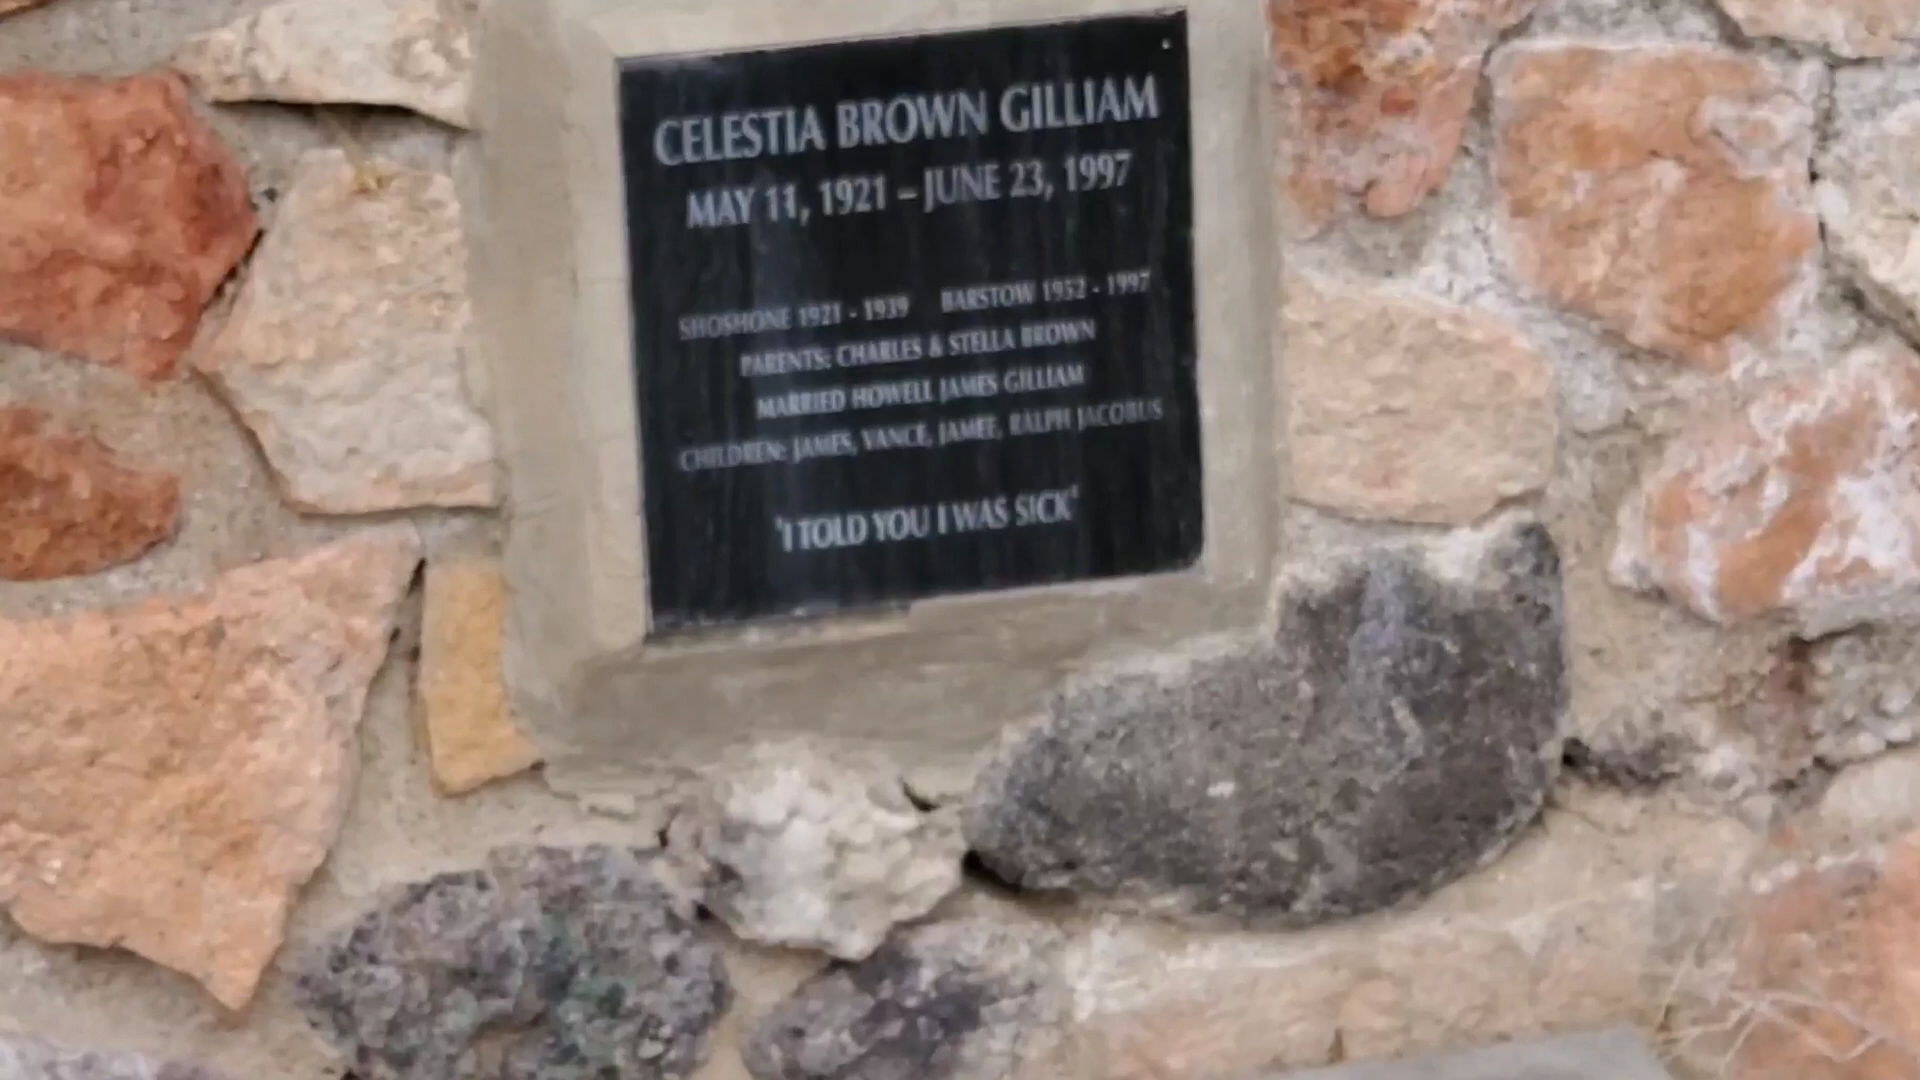 CELESTIA BROWN GILLIAM
MAY 11, 1921 – JUNE 23, 1997
SHOSHONE 1921 - 1939 BARSTOW 1952 - 1997
PARENTS: CHARLES & STELLA BROWN
MARRIED HOWELL JAMES GILLIAM
CHILDREN: JAMES, VANCE, JAMEE, RALPH JACOBUS
"I TOLD YOU I WAS SICK"